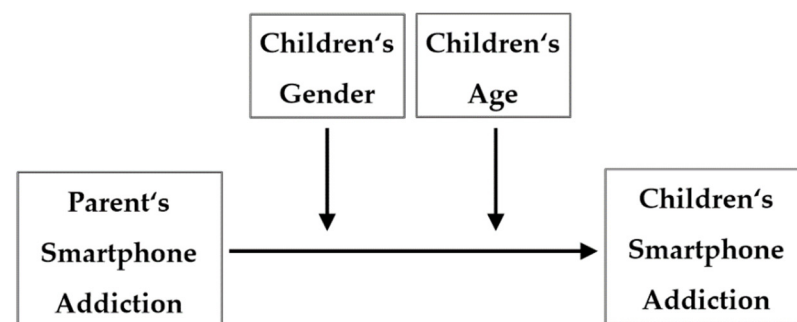 Children‘s
Gender
Children‘s
Age
Parent‘s
Smartphone
Addiction
Children‘s
Smartphone
Addiction